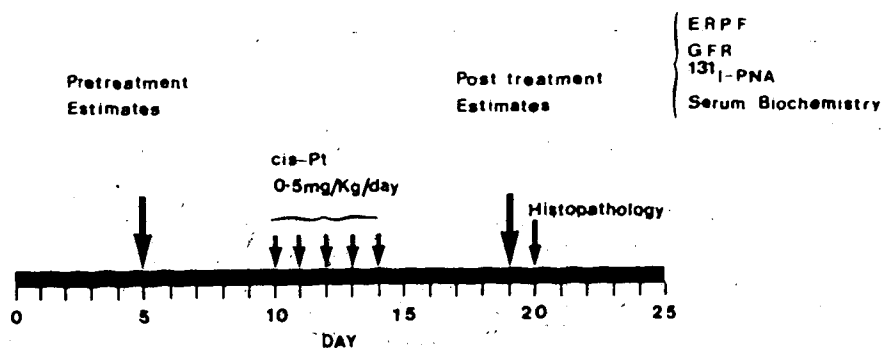 ERPF
GFR
131I-PNA
Serum Biochemistry
Pretreatment
Estimates
Post treatment
Estimates
cis-Pt
0·5mg/Kg/day
Histopathology
0 5 10 15 20 25
DAY